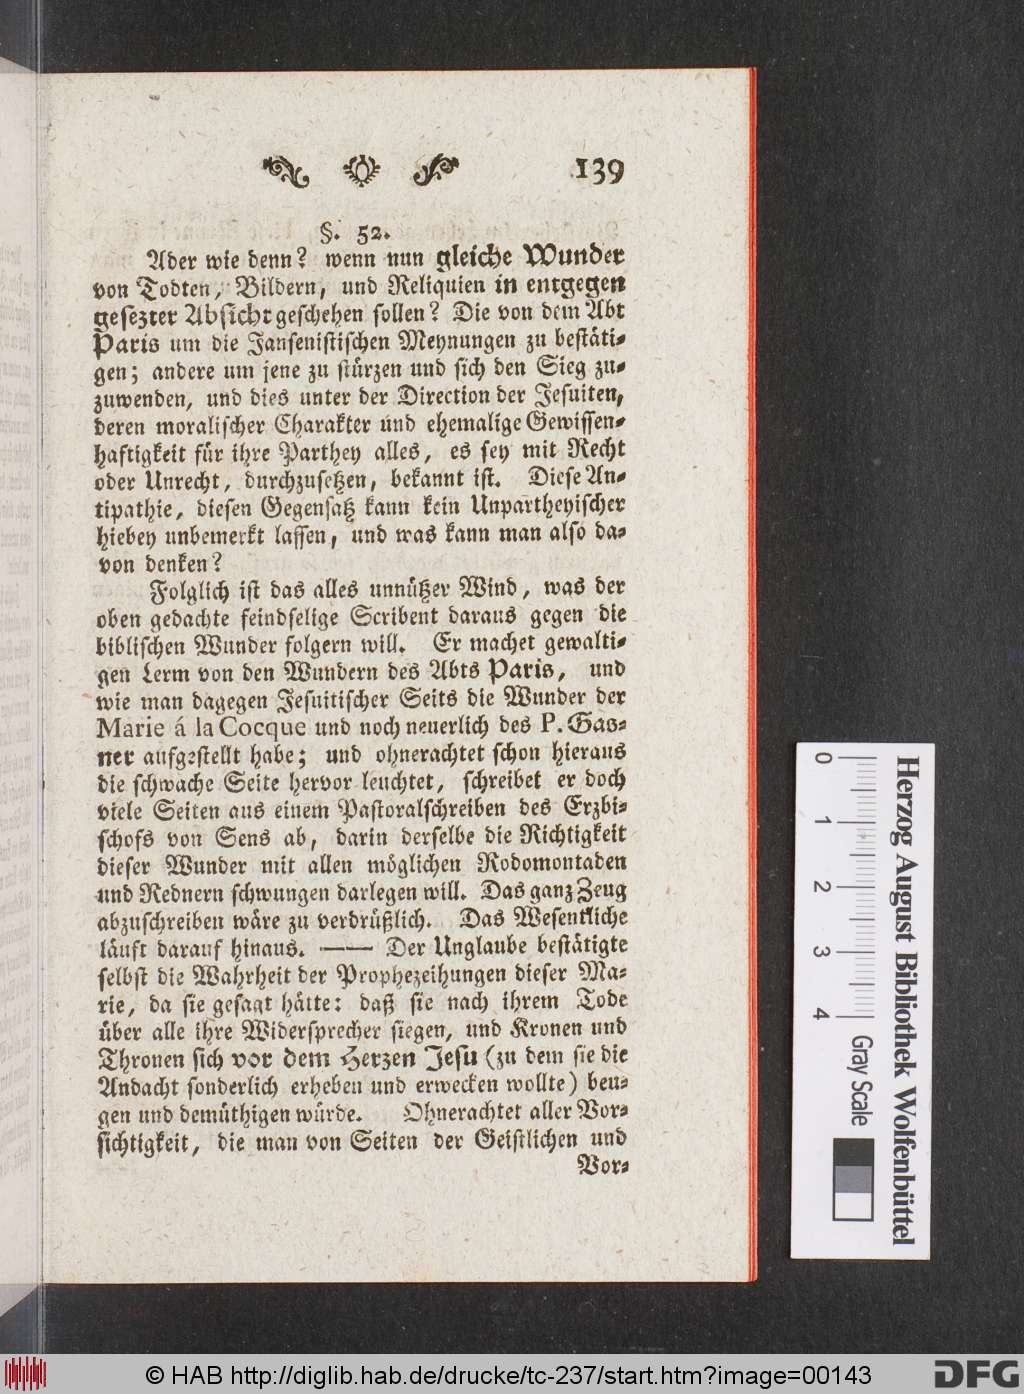 139
§. 52.
Ader wie denn? wenn nun gleiche Wunder
von Todten, Bildern, und Reliquien in entgegen
gesezter Absicht geschehen sollen? Die von dem Abt
Paris um die Jansenistischen Meynungen zu bestäti-
gen; andere um jene zu stürzen und sich den Sieg zu-
zuwenden, und dies unter der Direction der Jesuiten,
deren moralischer Charakter und ehemalige Gewissen-
haftigkeit für ihre Parthey alles, es sey mit Recht
oder Unrecht, durchzusetzen, bekannt ist. Diese An-
tipathie, diesen Gegensatz kann kein Unpartheyischer
hiebey unbemerkt lassen, und was kann man also da-
von denken?
Folglich ist das alles unnützer Wind, was der
oben gedachte feindselige Scribent daraus gegen die
biblischen Wunder folgern will. Er machet gewalti-
gen Lerm von den Wundern des Abts Paris, und
wie man dagegen Jesuitischer Seits die Wunder der
Marie á la Cocque und noch neuerlich des P. Gas-
ner aufgestellt habe; und ohnerachtet schon hieraus
die schwache Seite hervor leuchtet, schreibet er doch
viele Seiten aus einem Pastoralschreiben des Erzbi-
schofs von Sens ab, darin derselbe die Richtigkeit
dieser Wunder mit allen möglichen Rodomontaden
und Rednern schwungen darlegen will. Das ganz Zeug
abzuschreiben wäre zu verdrüßlich. Das Wesentliche
läuft darauf hinaus. —— Der Unglaube bestätigte
selbst die Wahrheit der Prophezeihungen dieser Ma-
rie, da sie gesagt hätte: daß sie nach ihrem Tode
über alle ihre Widersprecher siegen, und Kronen und
Thronen sich vor dem Herzen Jesu (zu dem sie die
Andacht sonderlich erheben und erwecken wollte) beu-
gen und demüthigen würde. Ohnerachtet aller Vor-
sichtigkeit, die man von Seiten der Geistlichen und
Vor-
Herzog August Bibliothek Wolfenbüttel
0 1 2 3 4 Gray Scale
© HAB http://diglib.hab.de/drucke/tc-237/start.htm?image=00143
DFG